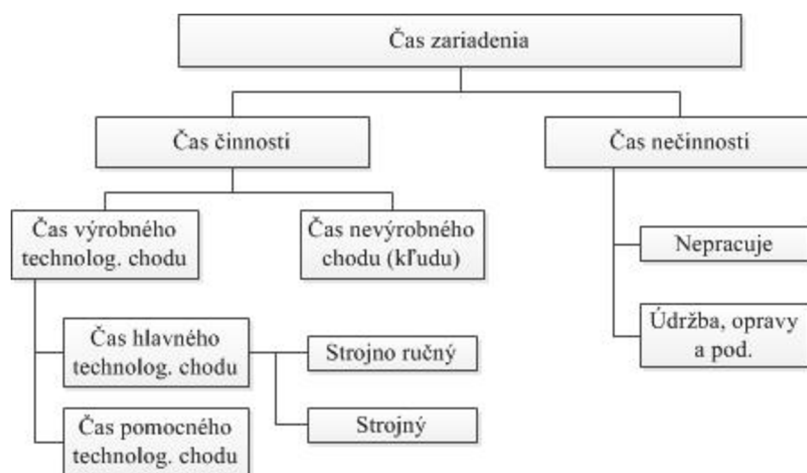 Čas zariadenia
Čas činnosti
Čas nečinnosti
Čas výrobného
technolog. chodu
Čas nevýrobného
chodu (kľudu)
Nepracuje
Údržba, opravy
a pod.
Čas hlavného
technolog. chodu
Strojno ručný
Strojný
Čas pomocného
technolog. chodu